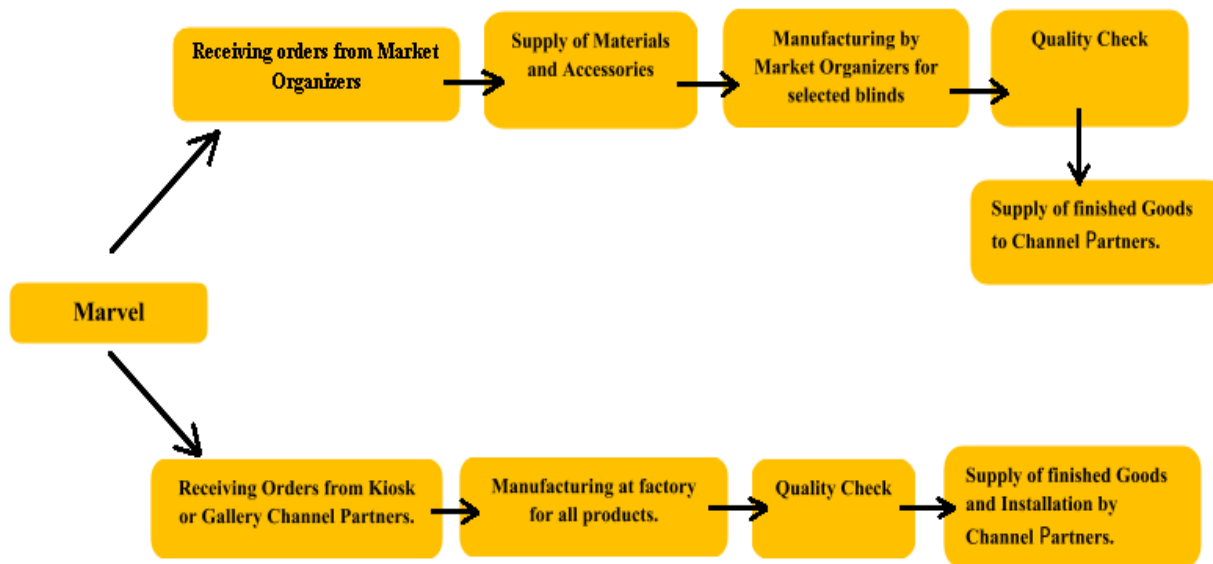 Receiving orders from Market
Organizers
Supply of Materials
and Accessories
Manufacturing by
Market Organizers for
selected blinds
Quality Check
Supply of finished Goods
to Channel Partners.
Marvel
Receiving Orders from Kiosk
or Gallery Channel Partners.
Manufacturing at factory
for all products.
Quality Check
Supply of finished Goods
and Installation by
Channel Partners.